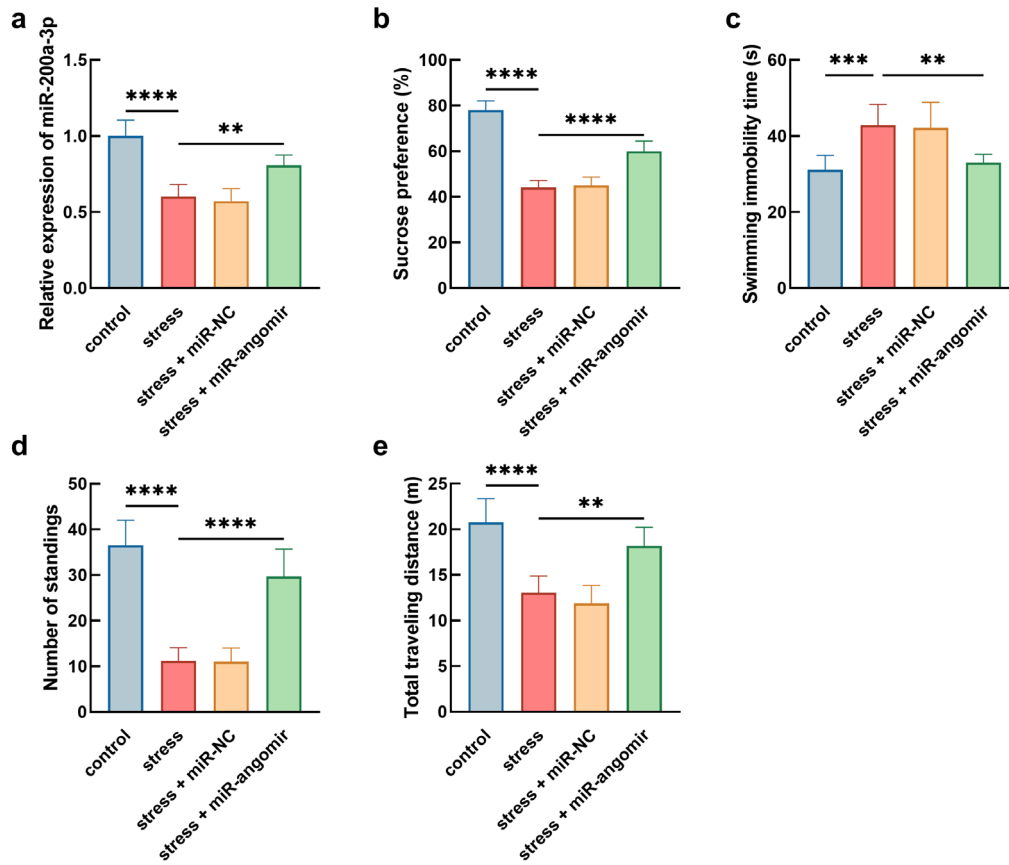 a
Relative expression of miR-200a-3p
1.5
1.0
0.5
0.0
****
**
control
stress
stress + miR-NC
stress + miR-angomir
b
Sucrose preference (%)
100
80
60
40
20
0
****
****
control
stress
stress + miR-NC
stress + miR-angomir
c
Swimming immobility time (s)
60
40
30
0
***
**
control
stress
stress + miR-NC
stress + miR-angomir
d
Number of standings
50
40
30
20
10
0
****
****
control
stress
stress + miR-NC
stress + miR-angomir
e
Total traveling distance (m)
25
20
15
10
5
0
****
**
control
stress
stress + miR-NC
stress + miR-angomir